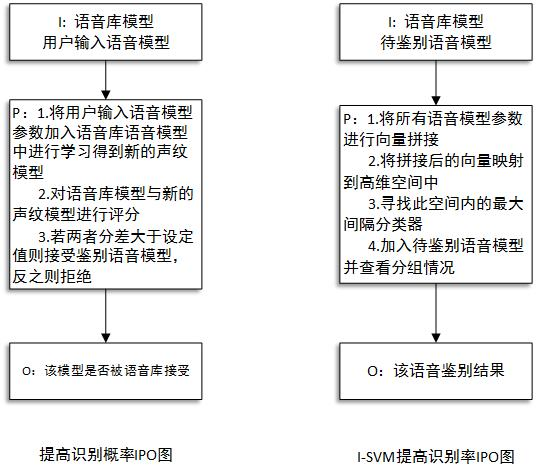 I：语音库模型
用户输入语音模型
P：1.将用户输入语音模型
参数加入语音库语音模型
中进行学习得到新的声纹
模型
2.对语音库模型与新的
声纹模型进行评分
3.若两者分差大于设定
值则接受鉴别语音模型，
反之则拒绝
O：该模型是否被语音库接受
提高识别概率IPO图
I：语音库模型
待鉴别语音模型
P：1.将所有语音模型参数
进行向量拼接
2.将拼接后的向量映射
到高维空间中
3.寻找此空间内的最大
间隔分类器
4.加入待鉴别语音模型
并查看分组情况
O：该语音鉴别结果
I-SVM提高识别率IPO图